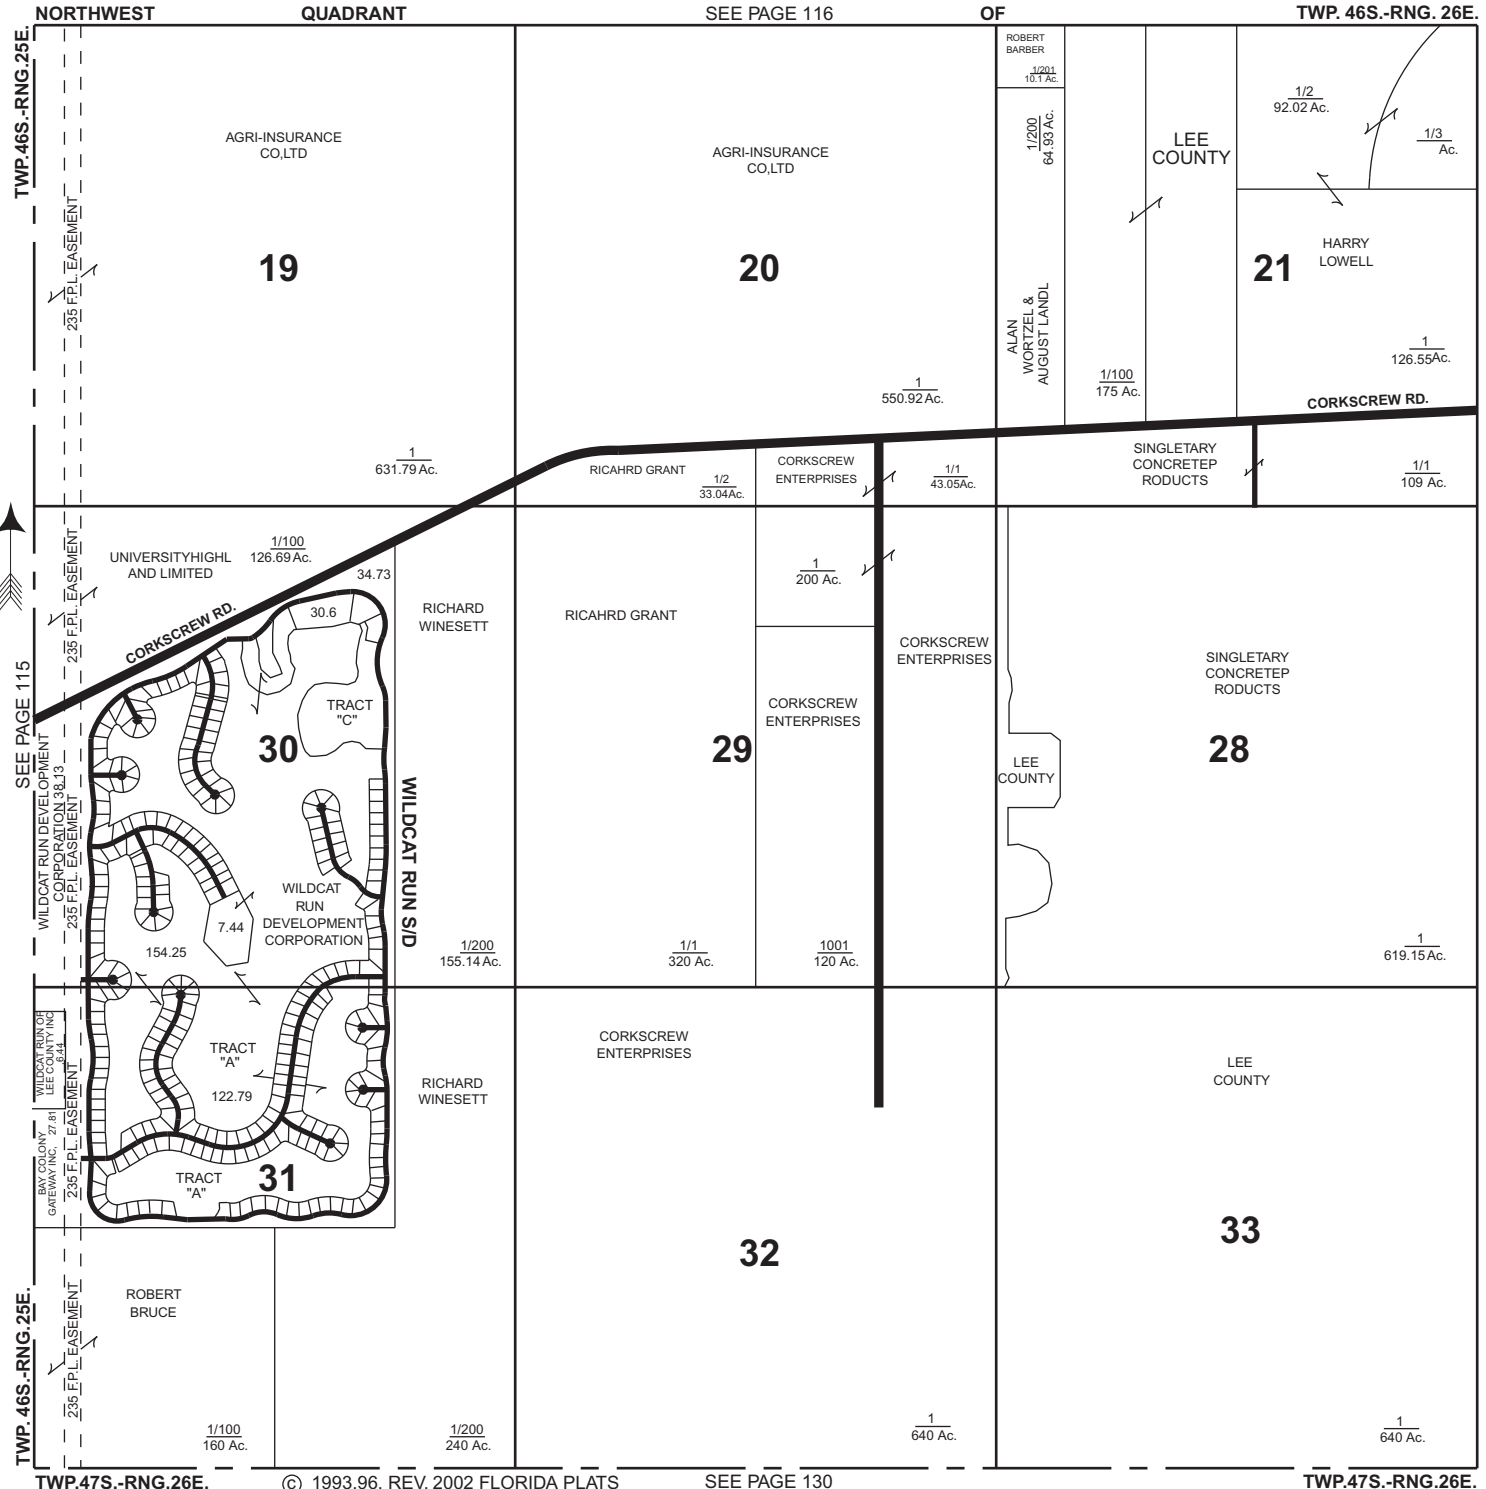 NORTHWEST QUADRANT SEE PAGE 116 OF TWP. 46S.-RNG. 26E.
TWP.46S.-RNG.25E.
235 F.P.L. EASEMENT
AGRI-INSURANCE
CO,LTD
19
1
631.79 Ac.
AGRI-INSURANCE
CO,LTD
20
1
550.92 Ac.
ROBERT
BARBER
1/201
10.1 Ac.
1/200
64.93 Ac.
ALAN
WORTZEL &
AUGUST LANDL
1/100
175 Ac.
LEE
COUNTY
1/2
92.02 Ac.
1/3
Ac.
HARRY
LOWELL
21
1
126.55Ac.
CORKSCREW RD.
RICAHRD GRANT
1/2
33.04Ac.
CORKSCREW
ENTERPRISES
1/1
43.05Ac.
SINGLETARY
CONCRETEP
RODUCTS
1/1
109 Ac.
235 F.P.L. EASEMENT
UNIVERSITYHIGHL
AND LIMITED
1/100
126.69 Ac.
34.73
CORKSCREW RD.
30.6
RICHARD
WINESETT
RICAHRD GRANT
1
200 Ac.
CORKSCREW
ENTERPRISES
SINGLETARY
CONCRETEP
RODUCTS
SEE PAGE 115
TRACT
"C"
CORKSCREW
ENTERPRISES
30
29
28
LEE
COUNTY
WILDCAT RUN DEVELOPMENT
CORPORATION 38.13
235 F.P.L. EASEMENT
WILDCAT RUN S/D
WILDCAT
RUN
DEVELOPMENT
CORPORATION
7.44
154.25
1/200
155.14 Ac.
1/1
320 Ac.
1001
120 Ac.
1
619.15 Ac.
WILDCAT RUN OF
LEE COUNTY INC
6.44
235 F.P.L. EASEMENT
TRACT
"A"
122.79
RICHARD
WINESETT
CORKSCREW
ENTERPRISES
LEE
COUNTY
BAY COLONY
GATEWAY INC, 27.81
TRACT
"A"
31
32
33
TWP. 46S.-RNG.25E.
235 F.P.L. EASEMENT
ROBERT
BRUCE
1/100
160 Ac.
1/200
240 Ac.
1
640 Ac.
1
640 Ac.
TWP.47S.-RNG.26E. © 1993,96, REV. 2002 FLORIDA PLATS SEE PAGE 130 TWP.47S.-RNG.26E.